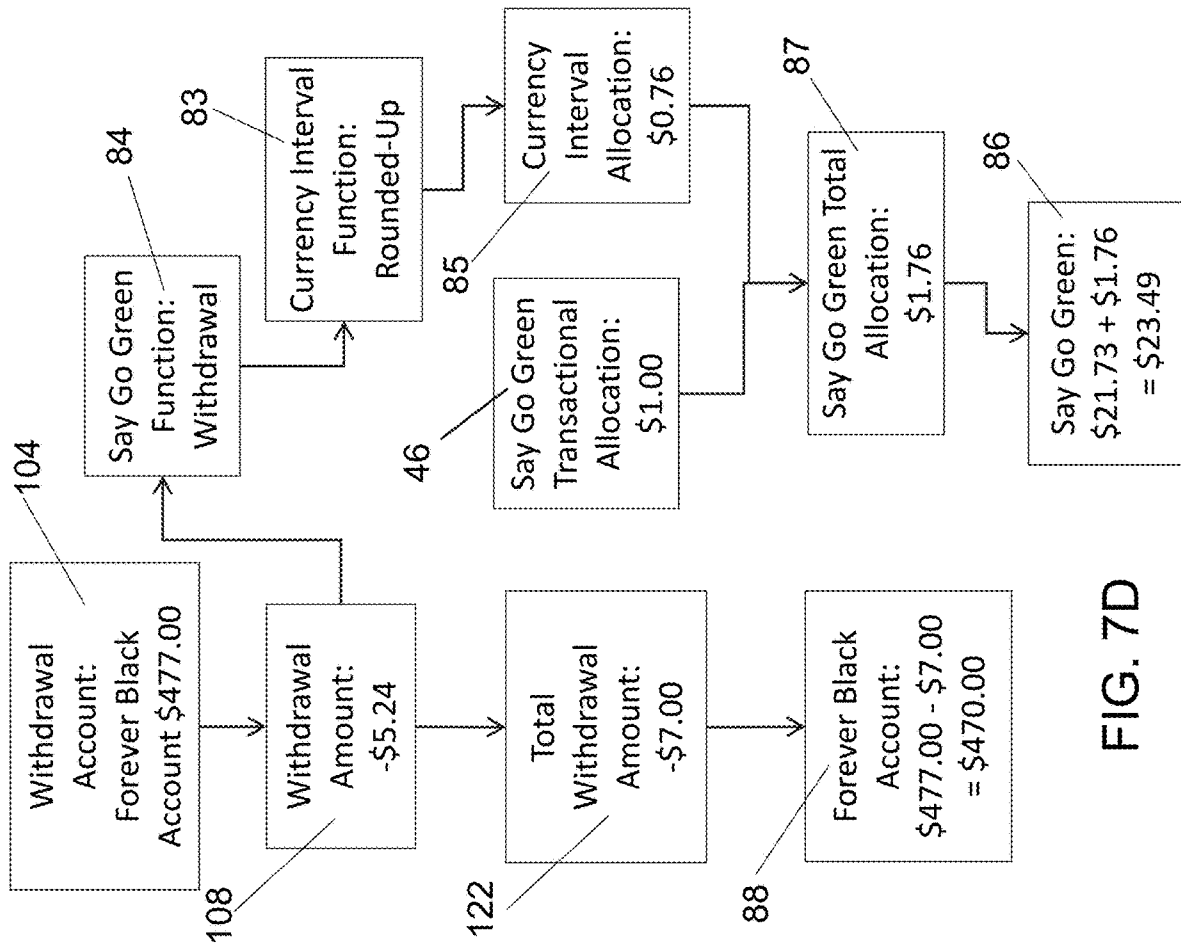 104
Withdrawal
Account:
Forever Black
Account $477.00
108
Withdrawal
Amount:
-$5.24
122
Total
Withdrawal
Amount:
-$7.00
88
Forever Black
Account:
$477.00 - $7.00
= $470.00
84
Say Go Green
Function:
Withdrawal
83
Currency Interval
Function:
Rounded-Up
46
Say Go Green
Transactional
Allocation:
$1.00
85
Currency
Interval
Allocation:
$0.76
87
Say Go Green Total
Allocation:
$1.76
86
Say Go Green:
$21.73 + $1.76
= $23.49
FIG. 7D